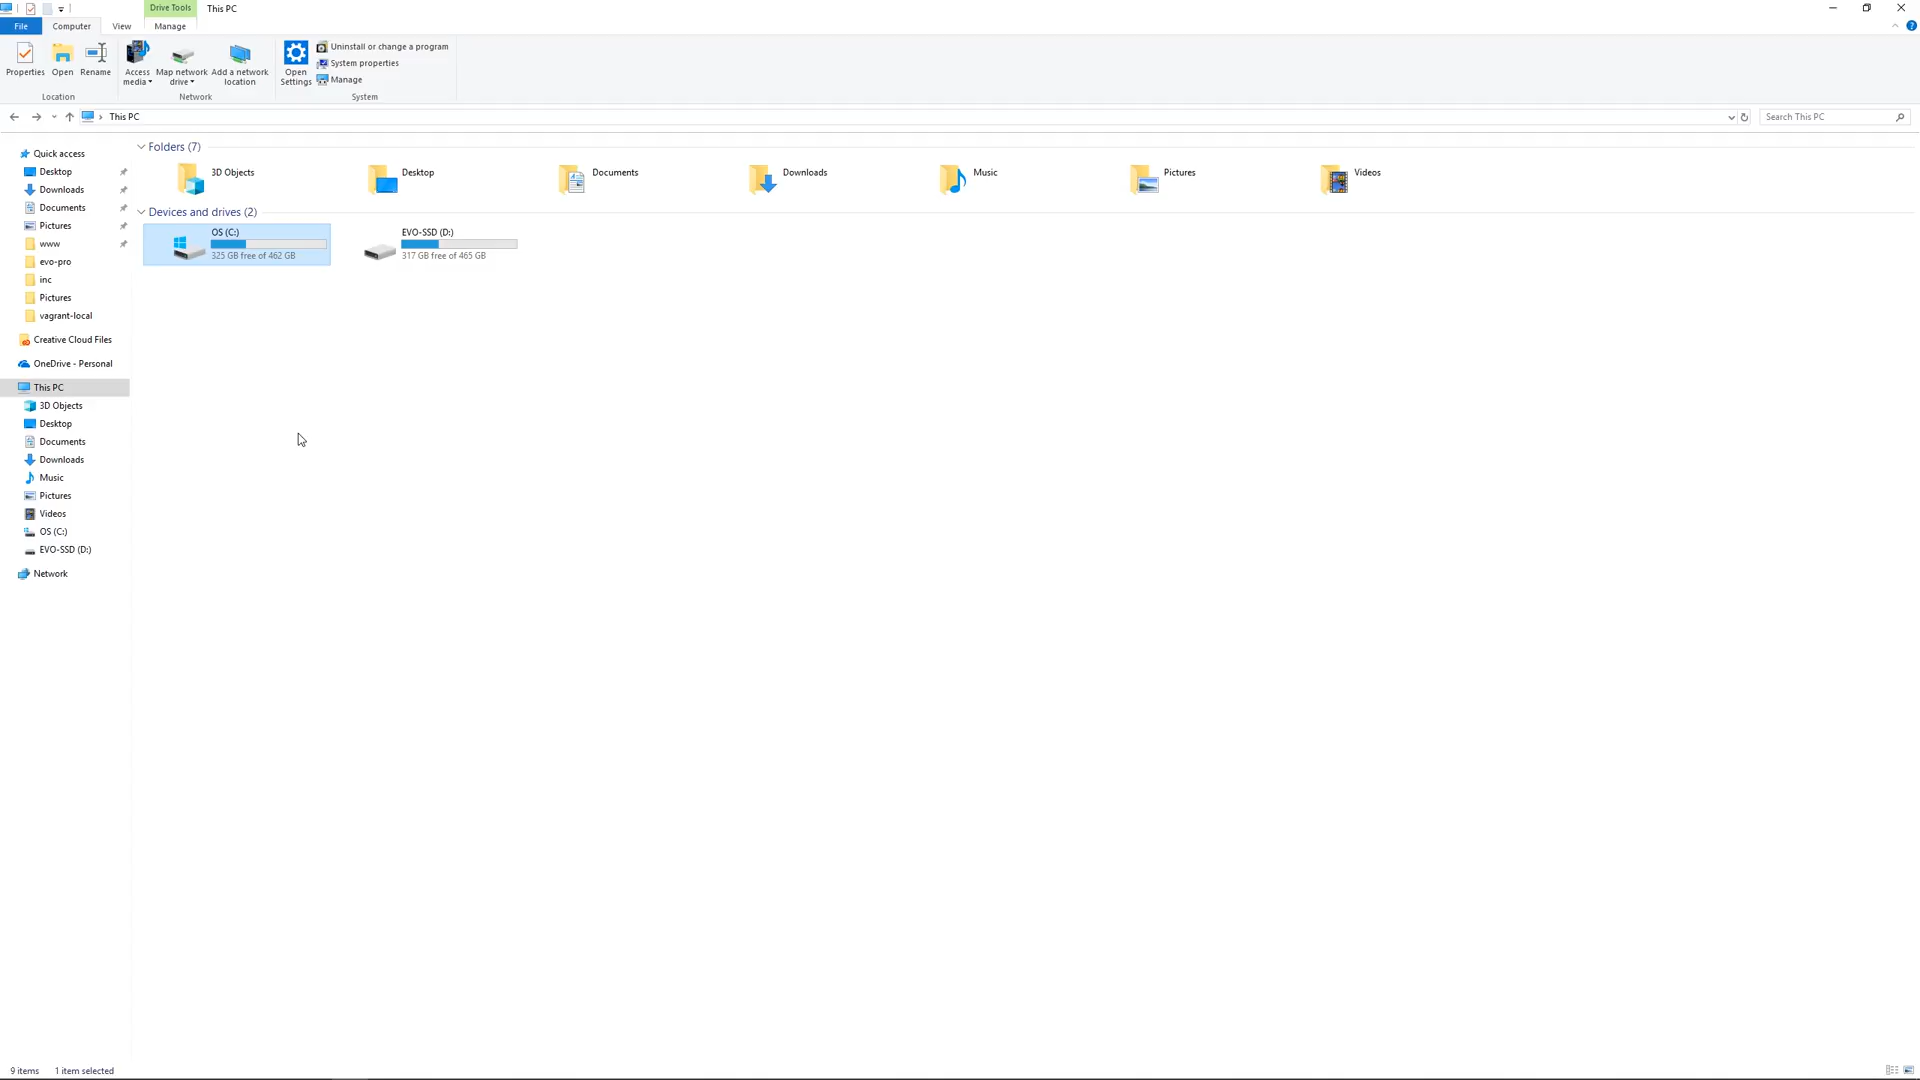 Drive Tools This PC
File Computer View Manage
Properties Open Rename
Access media
Map network drive
Add a network location
Open Settings
Uninstall or change a program
System properties
Manage
Location Network System
This PC
Search This PC
Quick access
Desktop
Downloads
Documents
Pictures
www
evo-pro
inc
Pictures
vagrant-local
Creative Cloud Files
OneDrive - Personal
This PC
3D Objects
Desktop
Documents
Downloads
Music
Pictures
Videos
OS (C:)
EVO-SSD (D:)
Network
Folders (7)
3D Objects Desktop Documents Downloads Music Pictures Videos
Devices and drives (2)
OS (C:)
325 GB free of 462 GB
EVO-SSD (D:)
317 GB free of 465 GB
9 items 1 item selected